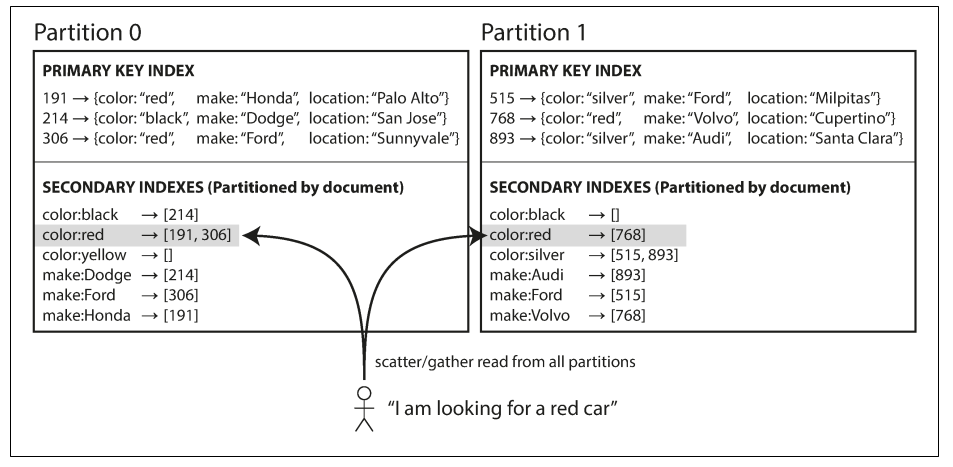 Partition 0
PRIMARY KEY INDEX
191 → {color: “red”, make: “Honda”, location: “Palo Alto”}
214 → {color: “black”, make: “Dodge”, location: “San Jose”}
306 → {color: “red”, make: “Ford”, location: “Sunnyvale”}
SECONDARY INDEXES (Partitioned by document)
color:black → [214]
color:red → [191, 306]
color:yellow → []
make:Dodge → [214]
make:Ford → [306]
make:Honda → [191]
Partition 1
PRIMARY KEY INDEX
515 → {color: “silver”, make: “Ford”, location: “Milpitas”}
768 → {color: “red”, make: “Volvo”, location: “Cupertino”}
893 → {color: “silver”, make: “Audi”, location: “Santa Clara”}
SECONDARY INDEXES (Partitioned by document)
color:black → []
color:red → [768]
color:silver → [515, 893]
make:Audi → [893]
make:Ford → [515]
make:Volvo → [768]
scatter/gather read from all partitions
“I am looking for a red car”